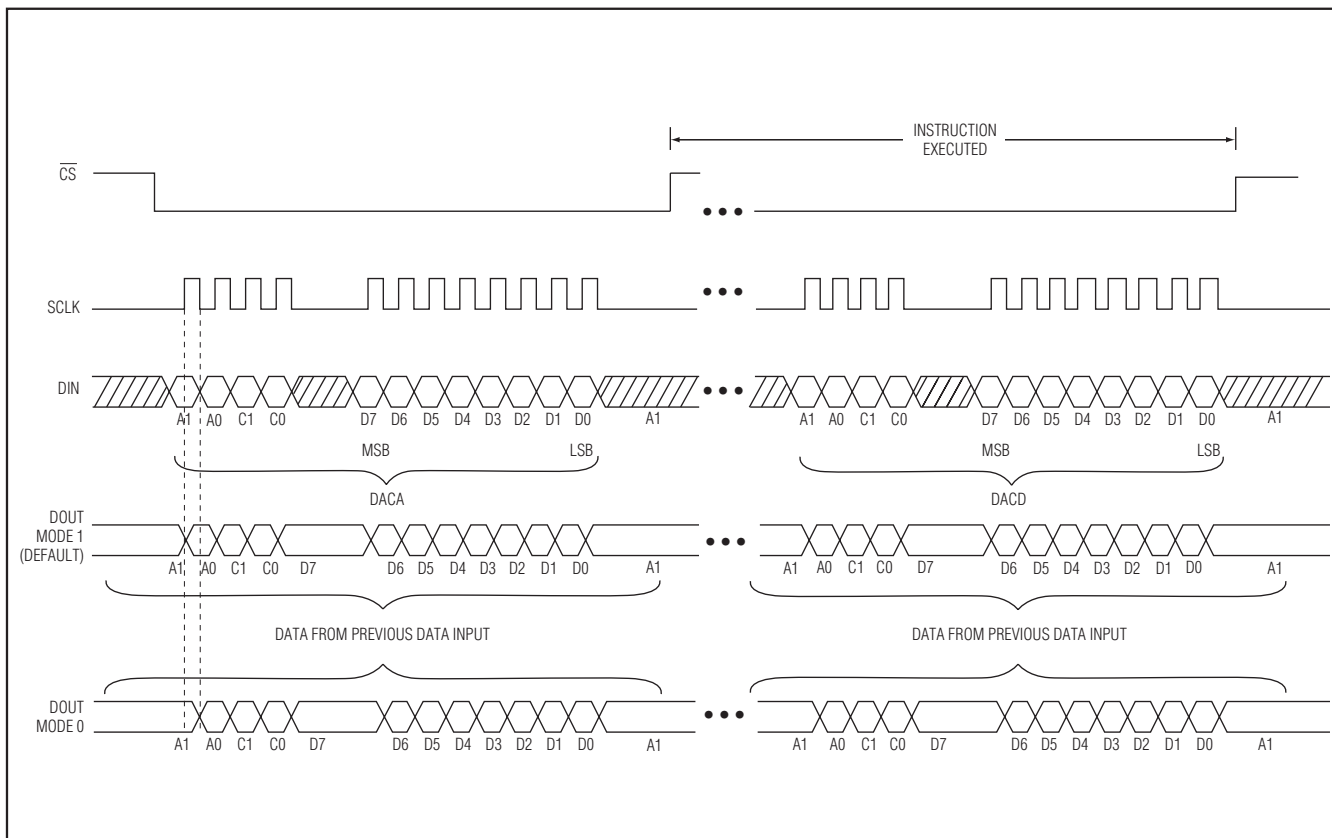 INSTRUCTION
EXECUTED
CS
SCLK
DIN
A1 A0 C1 C0 D7 D6 D5 D4 D3 D2 D1 D0 A1 A1 A0 C1 C0 D7 D6 D5 D4 D3 D2 D1 D0 A1
MSB LSB MSB LSB
DACA DACD
DOUT
MODE 1
(DEFAULT)
A1 A0 C1 C0 D7 D6 D5 D4 D3 D2 D1 D0 A1 A1 A0 C1 C0 D7 D6 D5 D4 D3 D2 D1 D0 A1
DATA FROM PREVIOUS DATA INPUT DATA FROM PREVIOUS DATA INPUT
DOUT
MODE 0
A1 A0 C1 C0 D7 D6 D5 D4 D3 D2 D1 D0 A1 A1 A0 C1 C0 D7 D6 D5 D4 D3 D2 D1 D0 A1